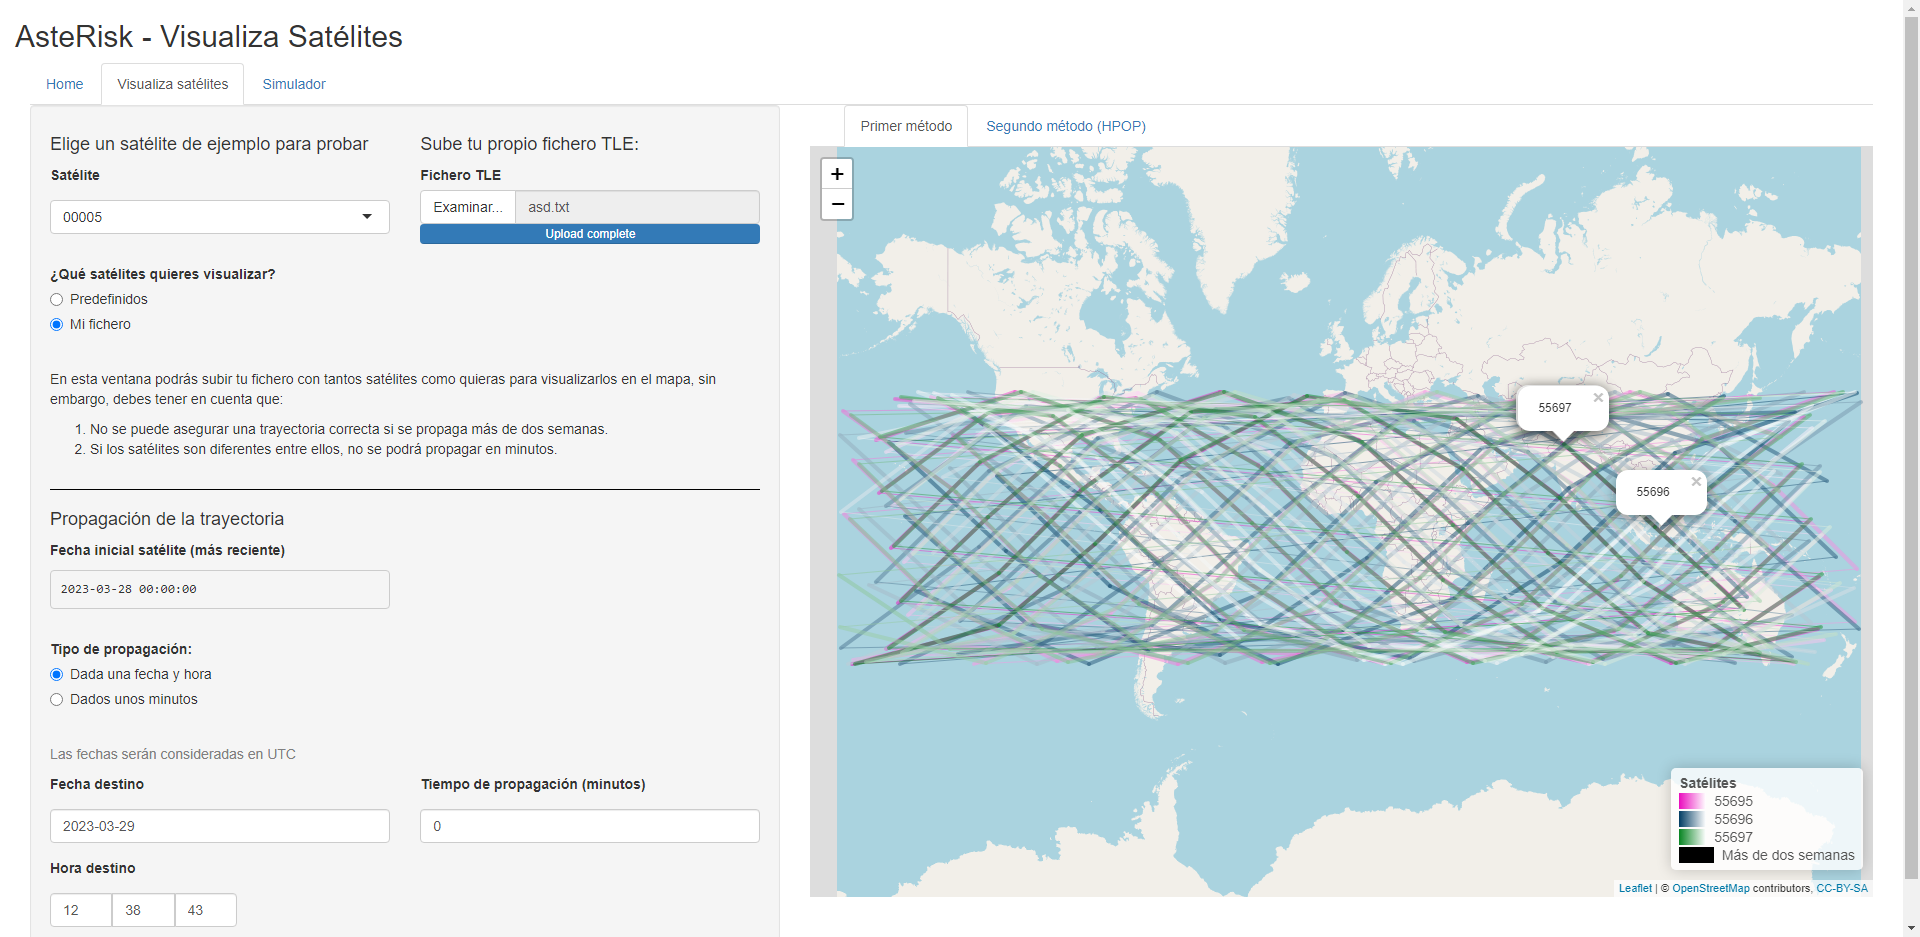 AsteRisk - Visualiza Satélites
Home
Visualiza satélites
Simulador
Elige un satélite de ejemplo para probar
Satélite
00005
Sube tu propio fichero TLE:
Fichero TLE
Examinar...
asd.txt
Upload complete
¿Qué satélites quieres visualizar?
Predefinidos
Mi fichero
En esta ventana podrás subir tu fichero con tantos satélites como quieras para visualizarlos en el mapa, sin
embargo, debes tener en cuenta que:
1. No se puede asegurar una trayectoria correcta si se propaga más de dos semanas.
2. Si los satélites son diferentes entre ellos, no se podrá propagar en minutos.
Propagación de la trayectoria
Fecha inicial satélite (más reciente)
2023-03-28 00:00:00
Tipo de propagación:
Dada una fecha y hora
Dados unos minutos
Las fechas serán consideradas en UTC
Fecha destino
2023-03-29
Tiempo de propagación (minutos)
0
Hora destino
12
38
43
Primer método
Segundo método (HPOP)
+
−
55697
×
55696
×
Satélites
55695
55696
55697
Más de dos semanas
Leaflet | © OpenStreetMap contributors, CC-BY-SA